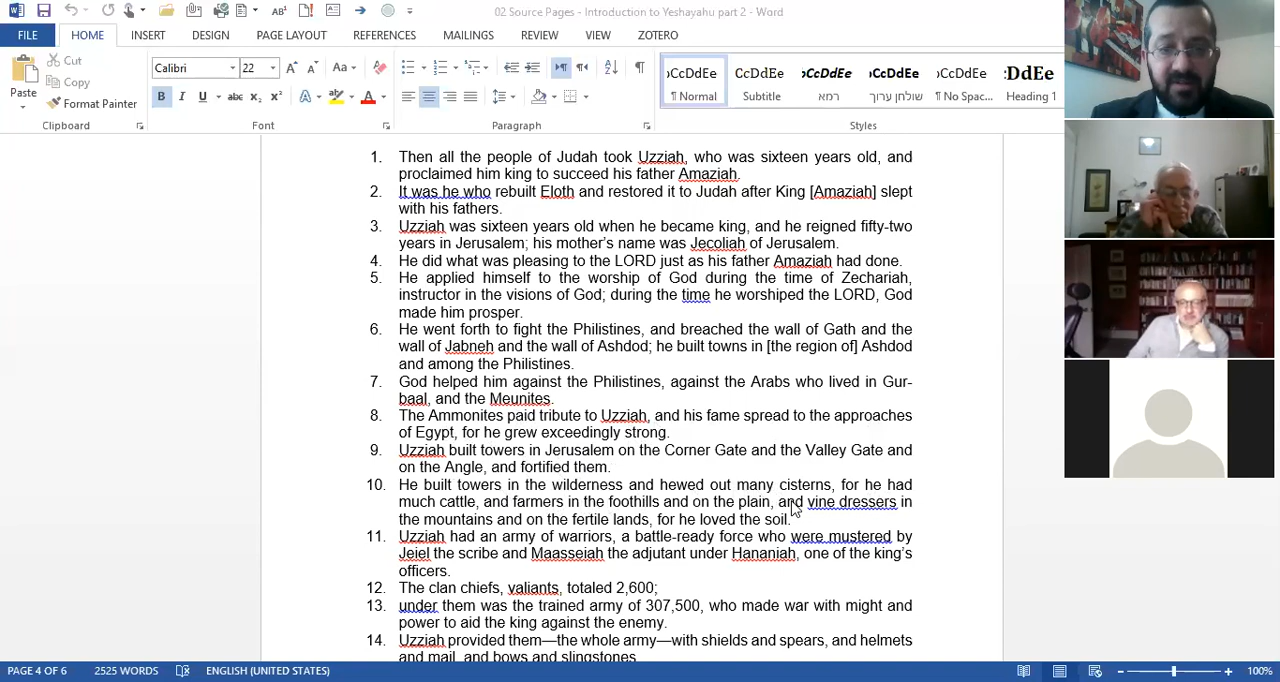 02 Source Pages - Introduction to Yeshayahu part 2 - Word
FILE HOME INSERT DESIGN PAGE LAYOUT REFERENCES MAILINGS REVIEW VIEW ZOTERO
Paste
Cut
Copy
Format Painter
Clipboard
Calibri 22
Font
Paragraph
¶ Normal
Subtitle
רמא
שולחן ערוך
¶ No Spac...
Heading 1
Styles
1. Then all the people of Judah took Uzziah, who was sixteen years old, and
proclaimed him king to succeed his father Amaziah.
2. It was he who rebuilt Eloth and restored it to Judah after King [Amaziah] slept
with his fathers.
3. Uzziah was sixteen years old when he became king, and he reigned fifty-two
years in Jerusalem; his mother's name was Jecoliah of Jerusalem.
4. He did what was pleasing to the LORD just as his father Amaziah had done.
5. He applied himself to the worship of God during the time of Zechariah,
instructor in the visions of God; during the time he worshiped the LORD, God
made him prosper.
6. He went forth to fight the Philistines, and breached the wall of Gath and the
wall of Jabneh and the wall of Ashdod; he built towns in [the region of] Ashdod
and among the Philistines.
7. God helped him against the Philistines, against the Arabs who lived in Gur-
baal, and the Meunites.
8. The Ammonites paid tribute to Uzziah, and his fame spread to the approaches
of Egypt, for he grew exceedingly strong.
9. Uzziah built towers in Jerusalem on the Corner Gate and the Valley Gate and
on the Angle, and fortified them.
10. He built towers in the wilderness and hewed out many cisterns, for he had
much cattle, and farmers in the foothills and on the plain, and vine dressers in
the mountains and on the fertile lands, for he loved the soil.
11. Uzziah had an army of warriors, a battle-ready force who were mustered by
Jeiel the scribe and Maasseiah the adjutant under Hananiah, one of the king's
officers.
12. The clan chiefs, valiants, totaled 2,600;
13. under them was the trained army of 307,500, who made war with might and
power to aid the king against the enemy.
14. Uzziah provided them—the whole army—with shields and spears, and helmets
and mail, and bows and slingstones.
PAGE 4 OF 6 2525 WORDS ENGLISH (UNITED STATES) 100%